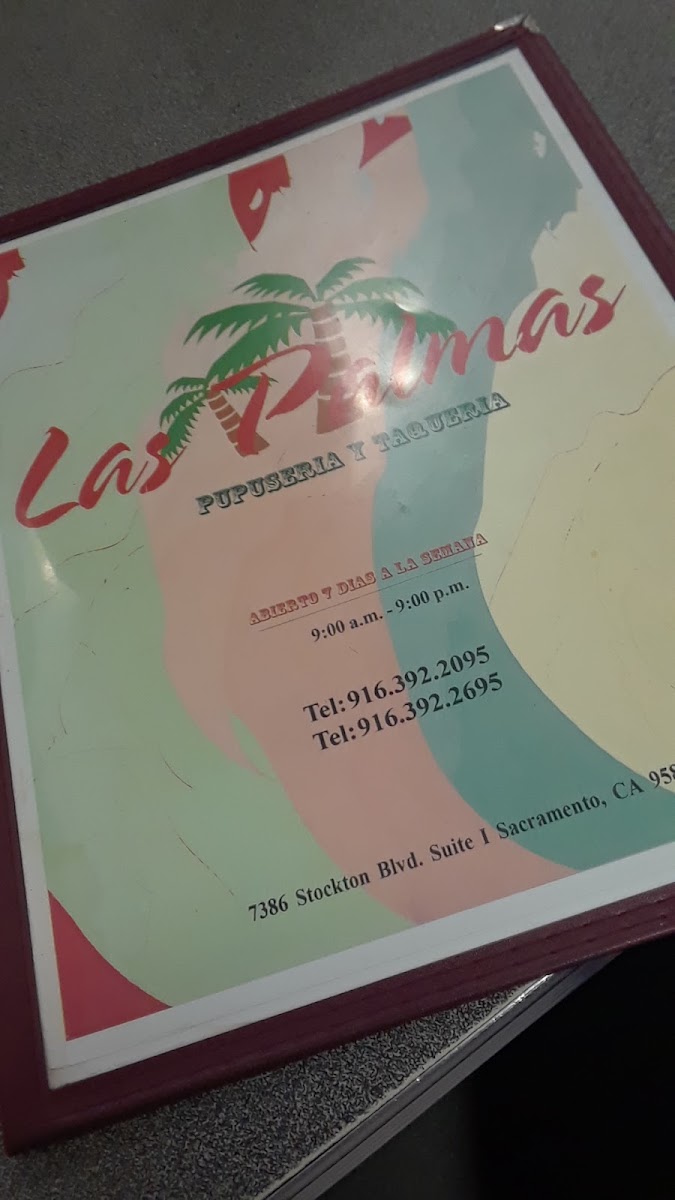 Las Palmas
PUPUSERIA Y TAQUERIA
ABIERTO 7 DIAS A LA SEMANA
9:00 a.m. - 9:00 p.m.
Tel:916.392.2095
Tel:916.392.2695
7386 Stockton Blvd. Suite I Sacramento, CA